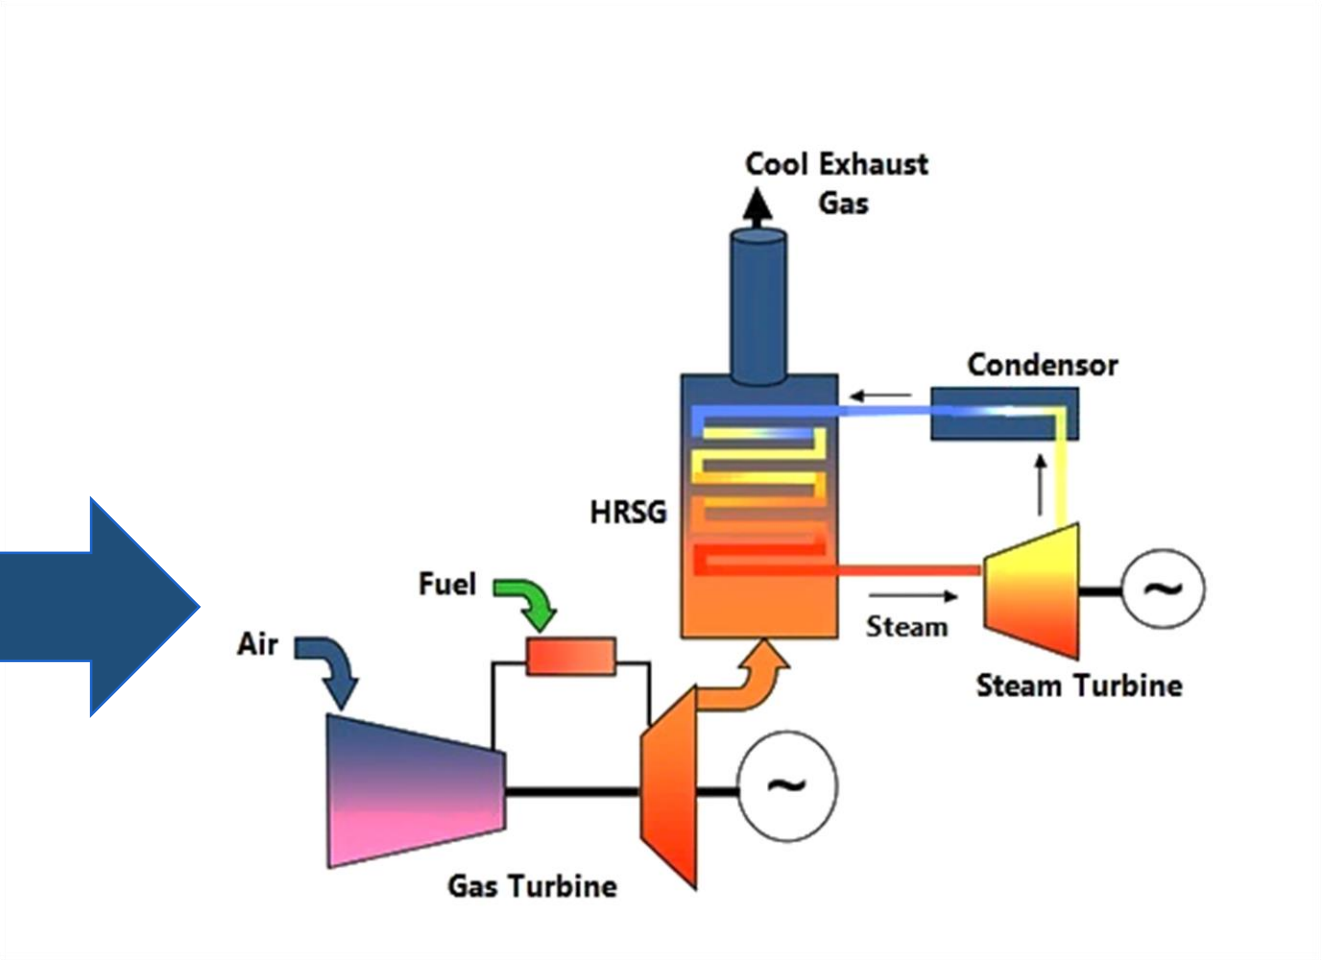 Cool Exhaust
Gas
Condensor
HRSG
Fuel
Steam
Air
Steam Turbine
~
~
Gas Turbine